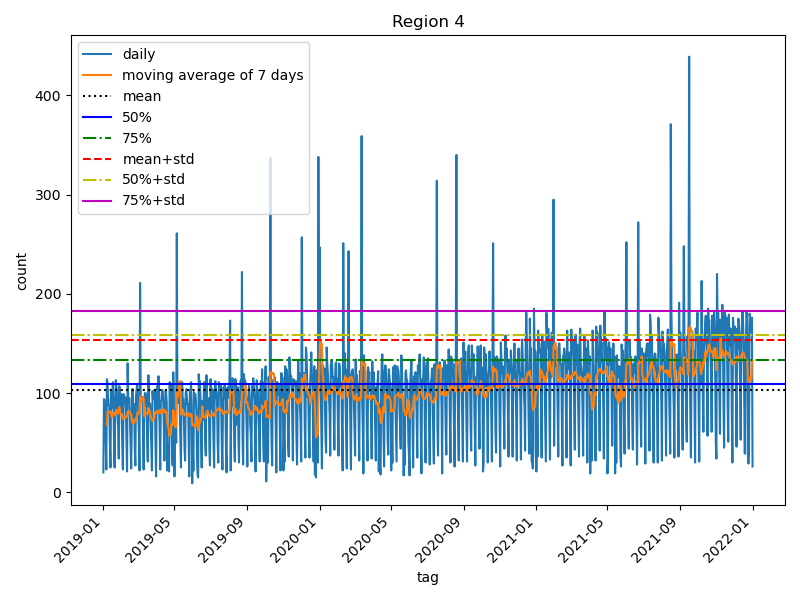 Region 4
daily
moving average of 7 days
mean
50%
75%
mean+std
50%+std
75%+std
count
400
300
200
100
0
2019-01
2019-05
2019-09
2020-01
2020-05
2020-09
2021-01
2021-05
2021-09
2022-01
tag